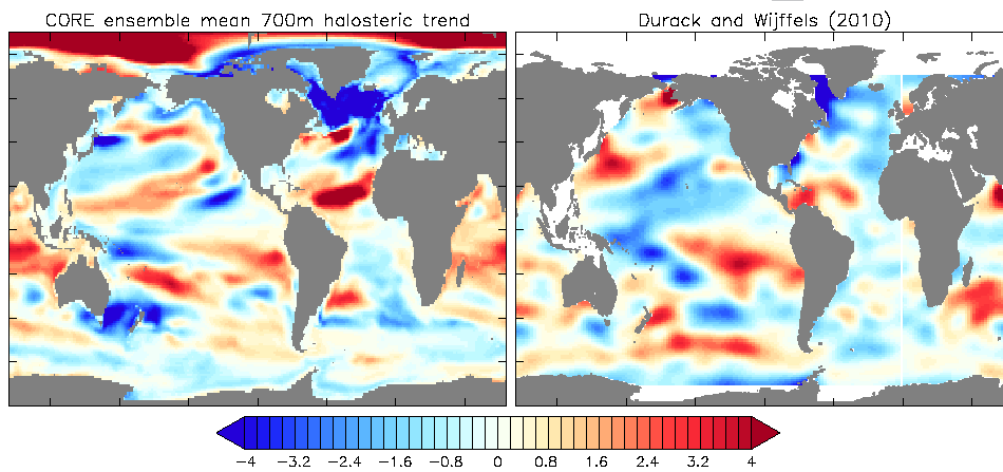 CORE ensemble mean 700m halosteric trend
Durack and Wijffels (2010)
−4 −3.2 −2.4 −1.6 −0.8 0 0.8 1.6 2.4 3.2 4